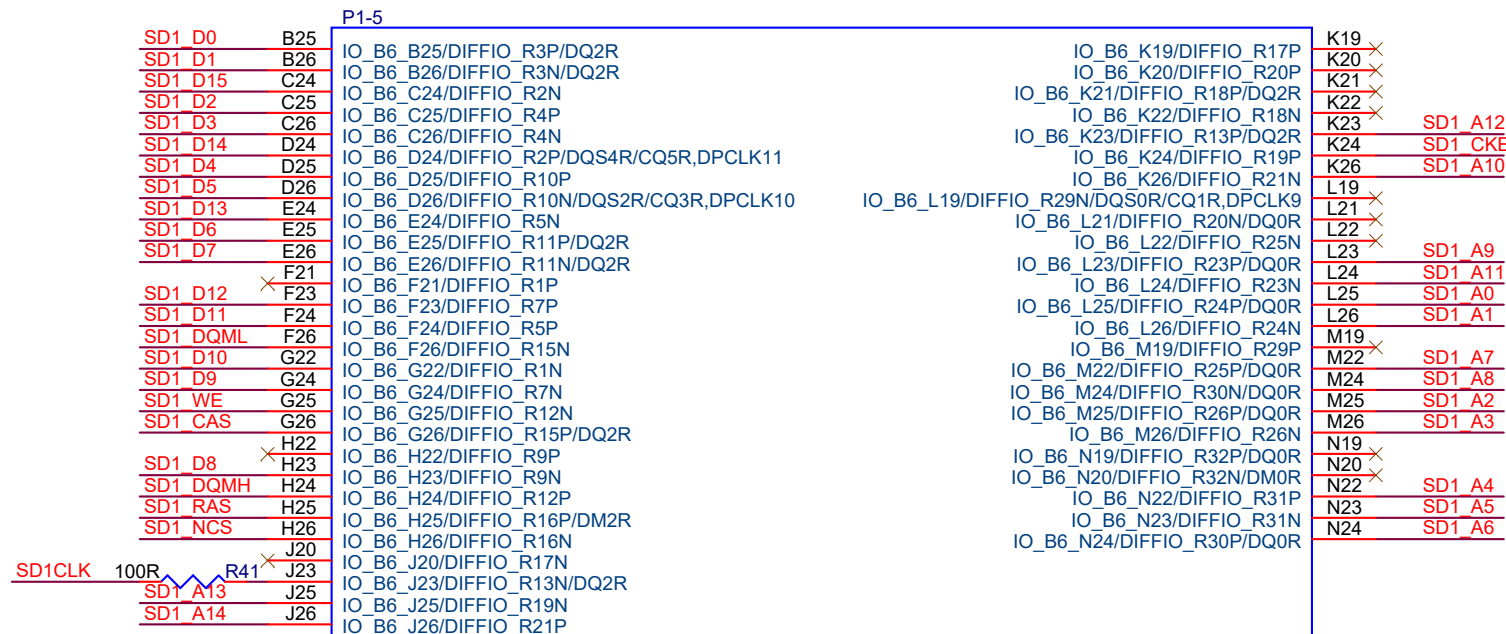 P1-5
SD1_D0 B25 IO_B6_B25/DIFFIO_R3P/DQ2R
SD1_D1 B26 IO_B6_B26/DIFFIO_R3N/DQ2R
SD1_D15 C24 IO_B6_C24/DIFFIO_R2N
SD1_D2 C25 IO_B6_C25/DIFFIO_R4P
SD1_D3 C26 IO_B6_C26/DIFFIO_R4N
SD1_D14 D24 IO_B6_D24/DIFFIO_R2P/DQS4R/CQ5R,DPCLK11
SD1_D4 D25 IO_B6_D25/DIFFIO_R10P
SD1_D5 D26 IO_B6_D26/DIFFIO_R10N/DQS2R/CQ3R,DPCLK10
SD1_D13 E24 IO_B6_E24/DIFFIO_R5N
SD1_D6 E25 IO_B6_E25/DIFFIO_R11P/DQ2R
SD1_D7 E26 IO_B6_E26/DIFFIO_R11N/DQ2R
F21 IO_B6_F21/DIFFIO_R1P
SD1_D12 F23 IO_B6_F23/DIFFIO_R7P
SD1_D11 F24 IO_B6_F24/DIFFIO_R5P
SD1_DQML F26 IO_B6_F26/DIFFIO_R15N
SD1_D10 G22 IO_B6_G22/DIFFIO_R1N
SD1_D9 G24 IO_B6_G24/DIFFIO_R7N
SD1_WE G25 IO_B6_G25/DIFFIO_R12N
SD1_CAS G26 IO_B6_G26/DIFFIO_R15P/DQ2R
H22 IO_B6_H22/DIFFIO_R9P
SD1_D8 H23 IO_B6_H23/DIFFIO_R9N
SD1_DQMH H24 IO_B6_H24/DIFFIO_R12P
SD1_RAS H25 IO_B6_H25/DIFFIO_R16P/DM2R
SD1_NCS H26 IO_B6_H26/DIFFIO_R16N
J20 IO_B6_J20/DIFFIO_R17N
SD1CLK 100R R41 J23 IO_B6_J23/DIFFIO_R13N/DQ2R
SD1_A13 J25 IO_B6_J25/DIFFIO_R19N
SD1_A14 J26 IO_B6_J26/DIFFIO_R21P
IO_B6_K19/DIFFIO_R17P K19
IO_B6_K20/DIFFIO_R20P K20
IO_B6_K21/DIFFIO_R18P/DQ2R K21
IO_B6_K22/DIFFIO_R18N K22
IO_B6_K23/DIFFIO_R13P/DQ2R K23 SD1_A12
IO_B6_K24/DIFFIO_R19P K24 SD1_CKE
IO_B6_K26/DIFFIO_R21N K26 SD1_A10
IO_B6_L19/DIFFIO_R29N/DQS0R/CQ1R,DPCLK9 L19
IO_B6_L21/DIFFIO_R20N/DQ0R L21
IO_B6_L22/DIFFIO_R25N L22
IO_B6_L23/DIFFIO_R23P/DQ0R L23 SD1_A9
IO_B6_L24/DIFFIO_R23N L24 SD1_A11
IO_B6_L25/DIFFIO_R24P/DQ0R L25 SD1_A0
IO_B6_L26/DIFFIO_R24N L26 SD1_A1
IO_B6_M19/DIFFIO_R29P M19
IO_B6_M22/DIFFIO_R25P/DQ0R M22 SD1_A7
IO_B6_M24/DIFFIO_R30N/DQ0R M24 SD1_A8
IO_B6_M25/DIFFIO_R26P/DQ0R M25 SD1_A2
IO_B6_M26/DIFFIO_R26N M26 SD1_A3
IO_B6_N19/DIFFIO_R32P/DQ0R N19
IO_B6_N20/DIFFIO_R32N/DM0R N20
IO_B6_N22/DIFFIO_R31P N22 SD1_A4
IO_B6_N23/DIFFIO_R31N N23 SD1_A5
IO_B6_N24/DIFFIO_R30P/DQ0R N24 SD1_A6